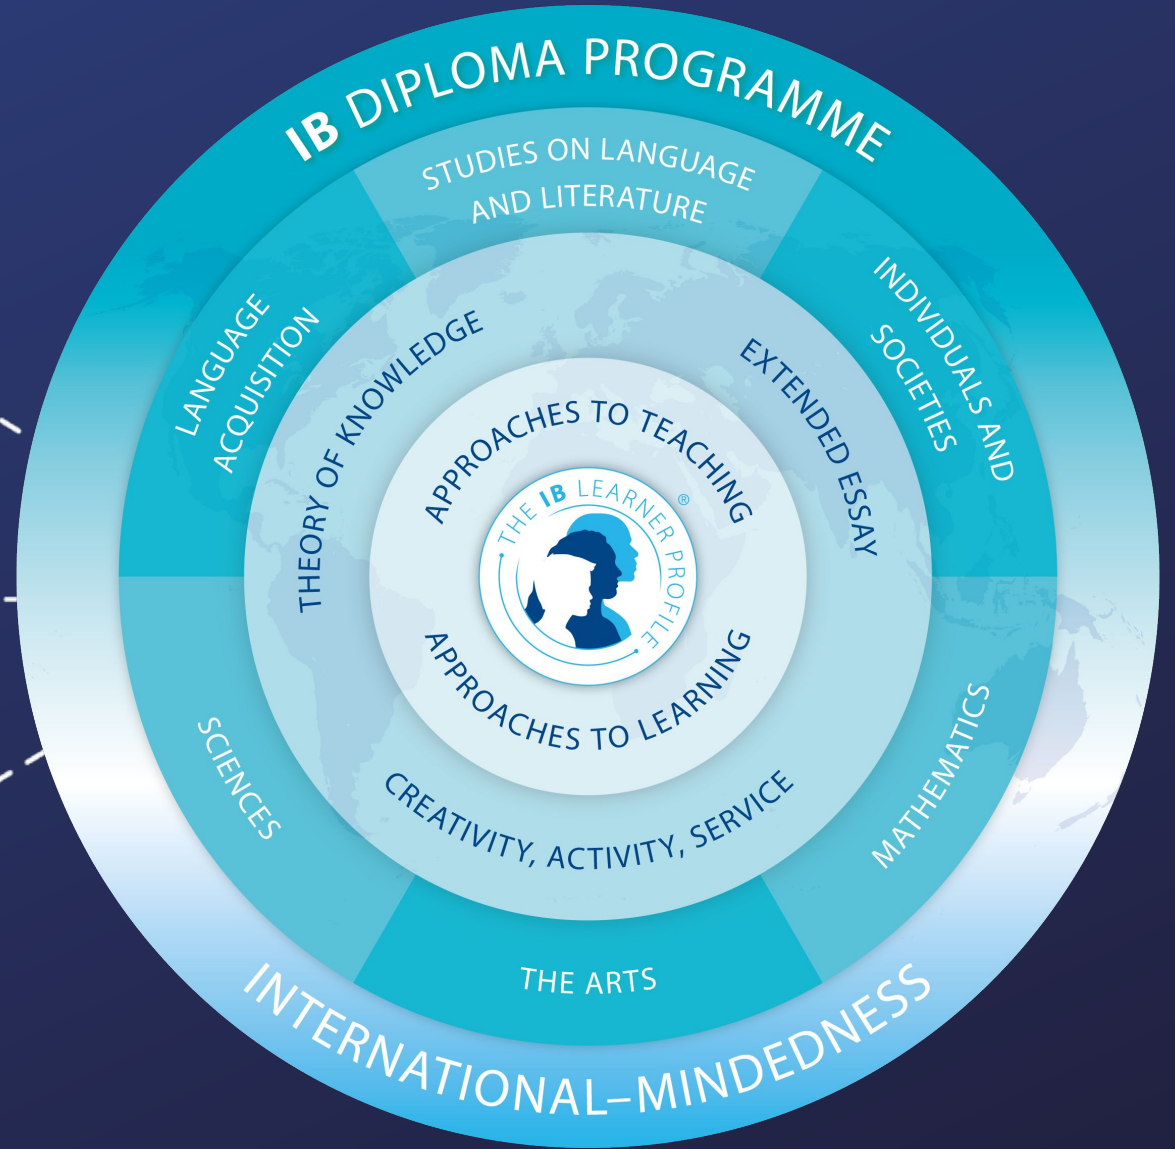 IB DIPLOMA PROGRAMME
STUDIES ON LANGUAGE
AND LITERATURE
LANGUAGE
ACQUISITION
INDIVIDUALS AND
SOCIETIES
THEORY OF KNOWLEDGE
EXTENDED ESSAY
APPROACHES TO TEACHING
THE IB LEARNER PROFILE
®
APPROACHES TO LEARNING
CREATIVITY, ACTIVITY, SERVICE
SCIENCES
MATHEMATICS
THE ARTS
INTERNATIONAL–MINDEDNESS